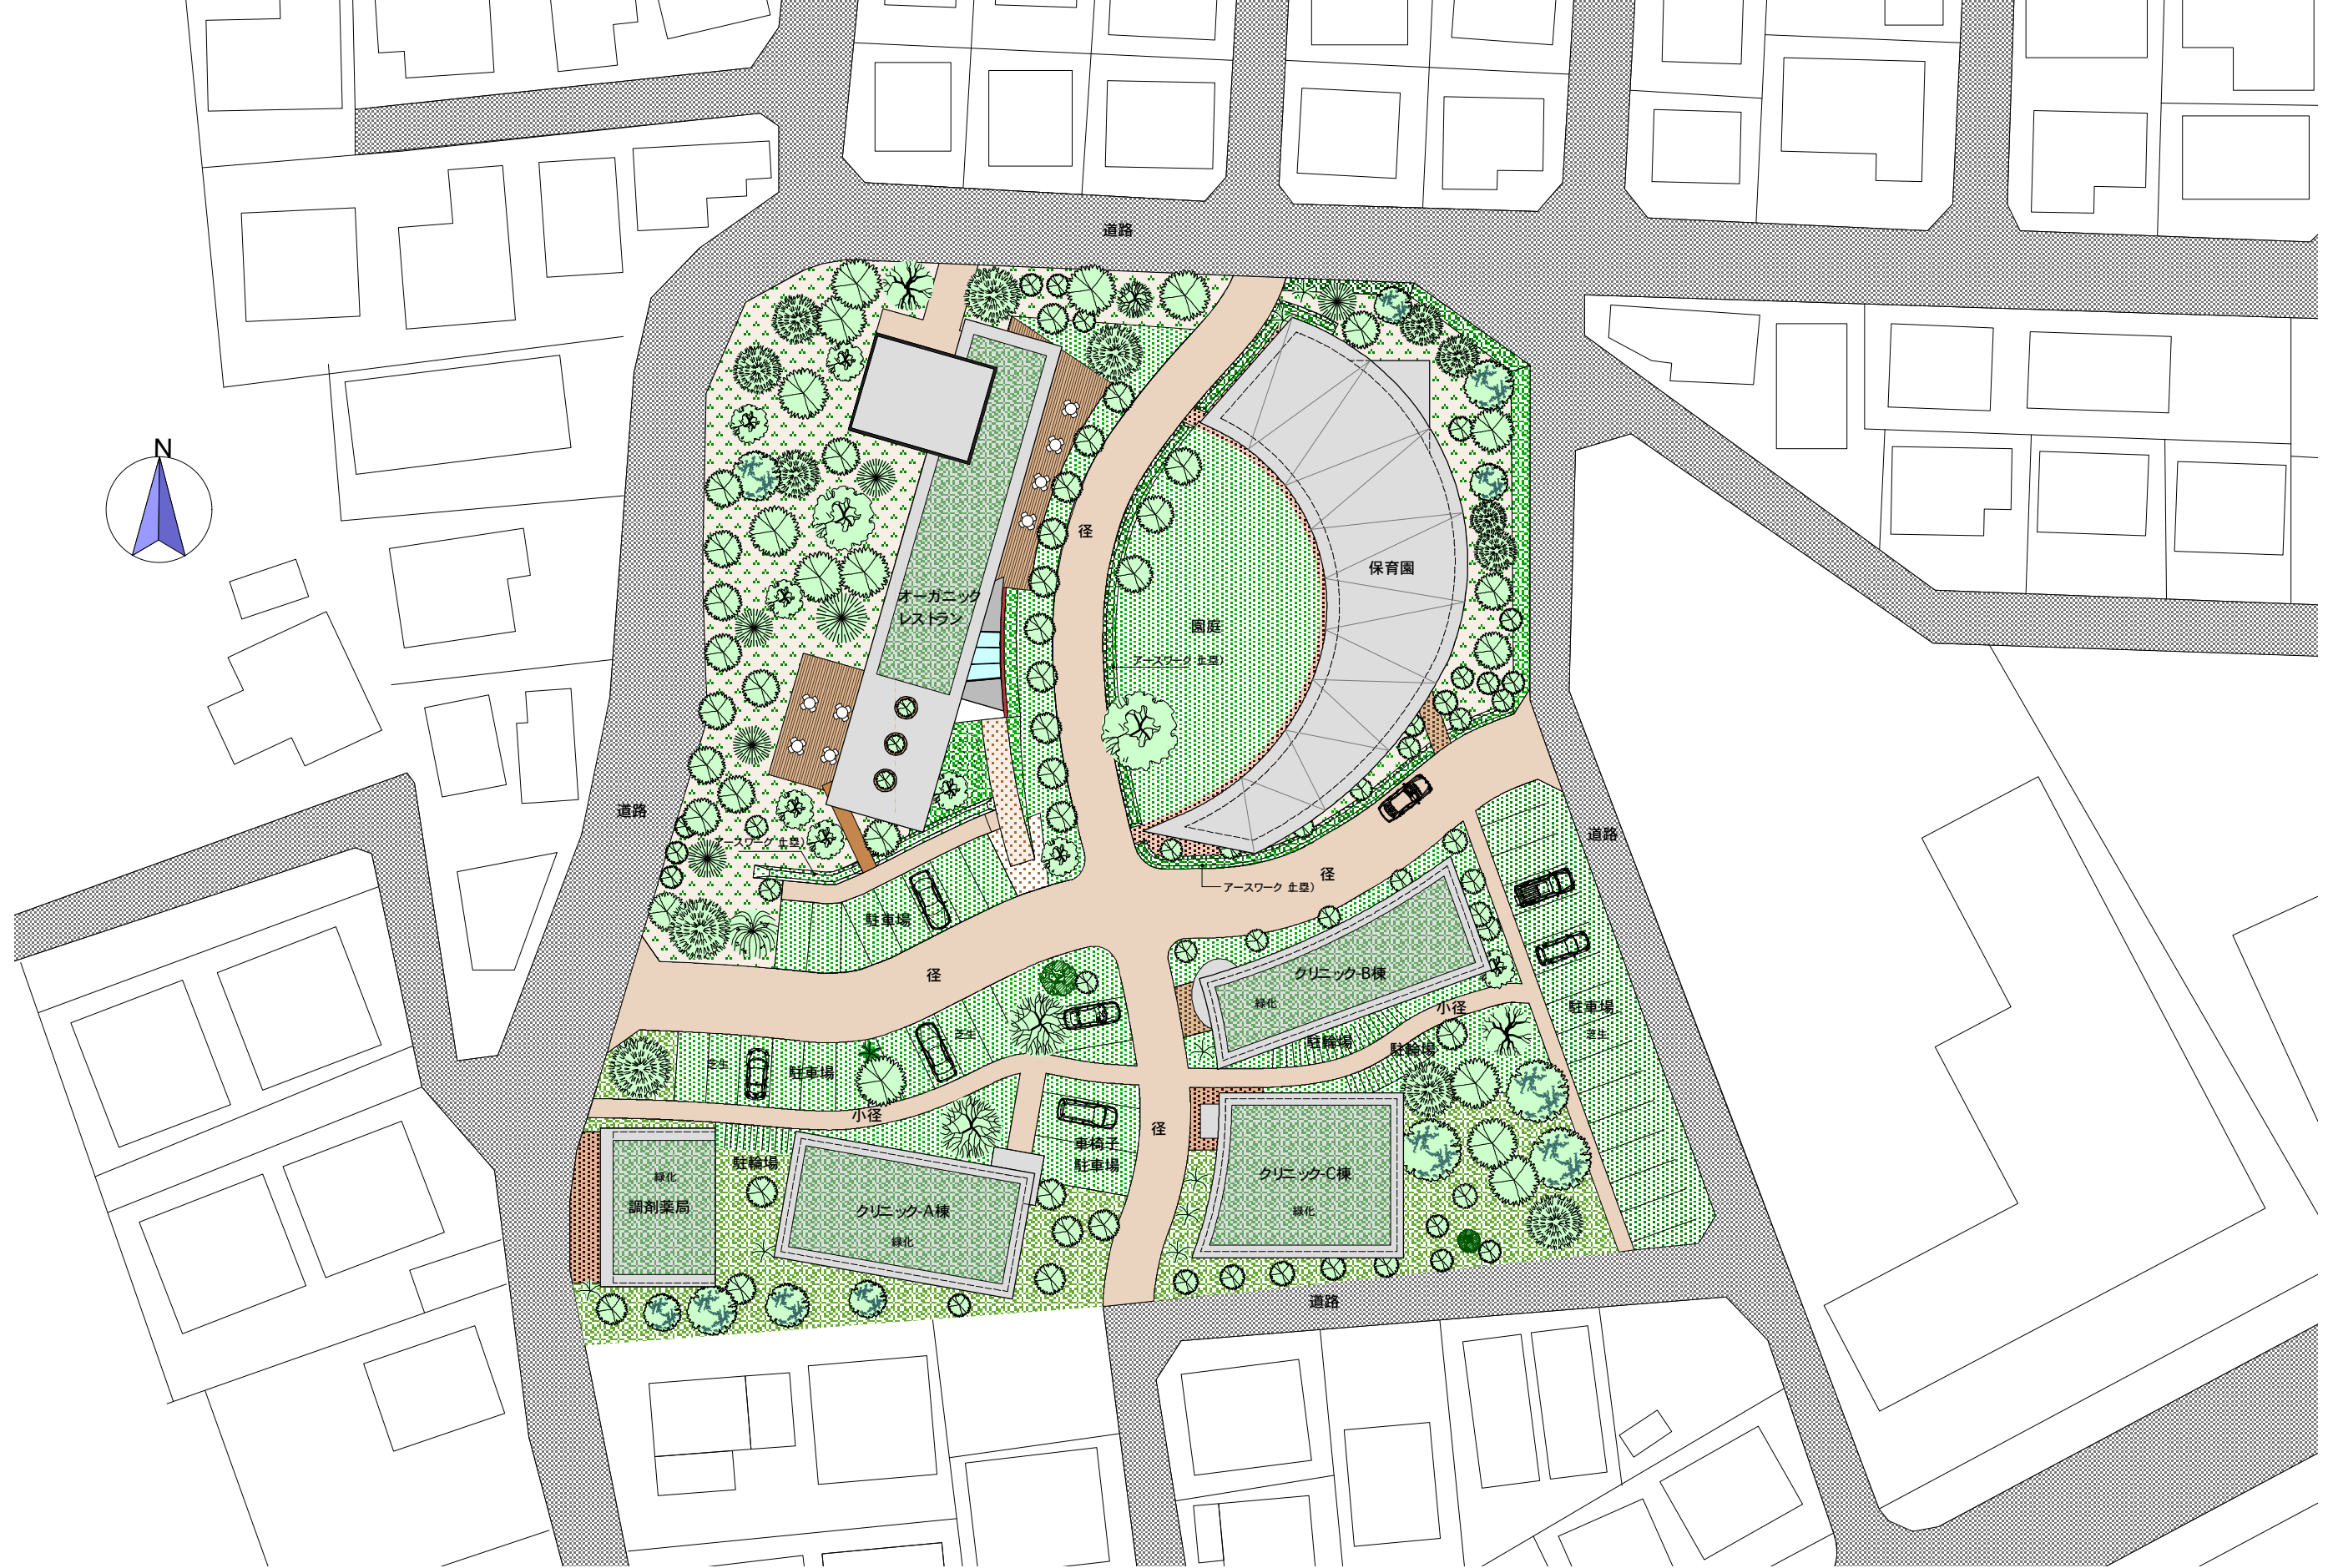 道路
N
径
保育園
オーガニック
レストラン
園庭
アースワーク（土塁）
道路
道路
アースワーク（土塁）
径
アースワーク（土塁）
駐車場
径
クリニック-B棟
緑化
小径
駐車場
芝生
芝生
駐輪場
駐輪場
芝生
駐車場
小径
径
車椅子
駐車場
駐輪場
緑化
調剤薬局
クリニック-A棟
緑化
クリニック-C棟
緑化
道路